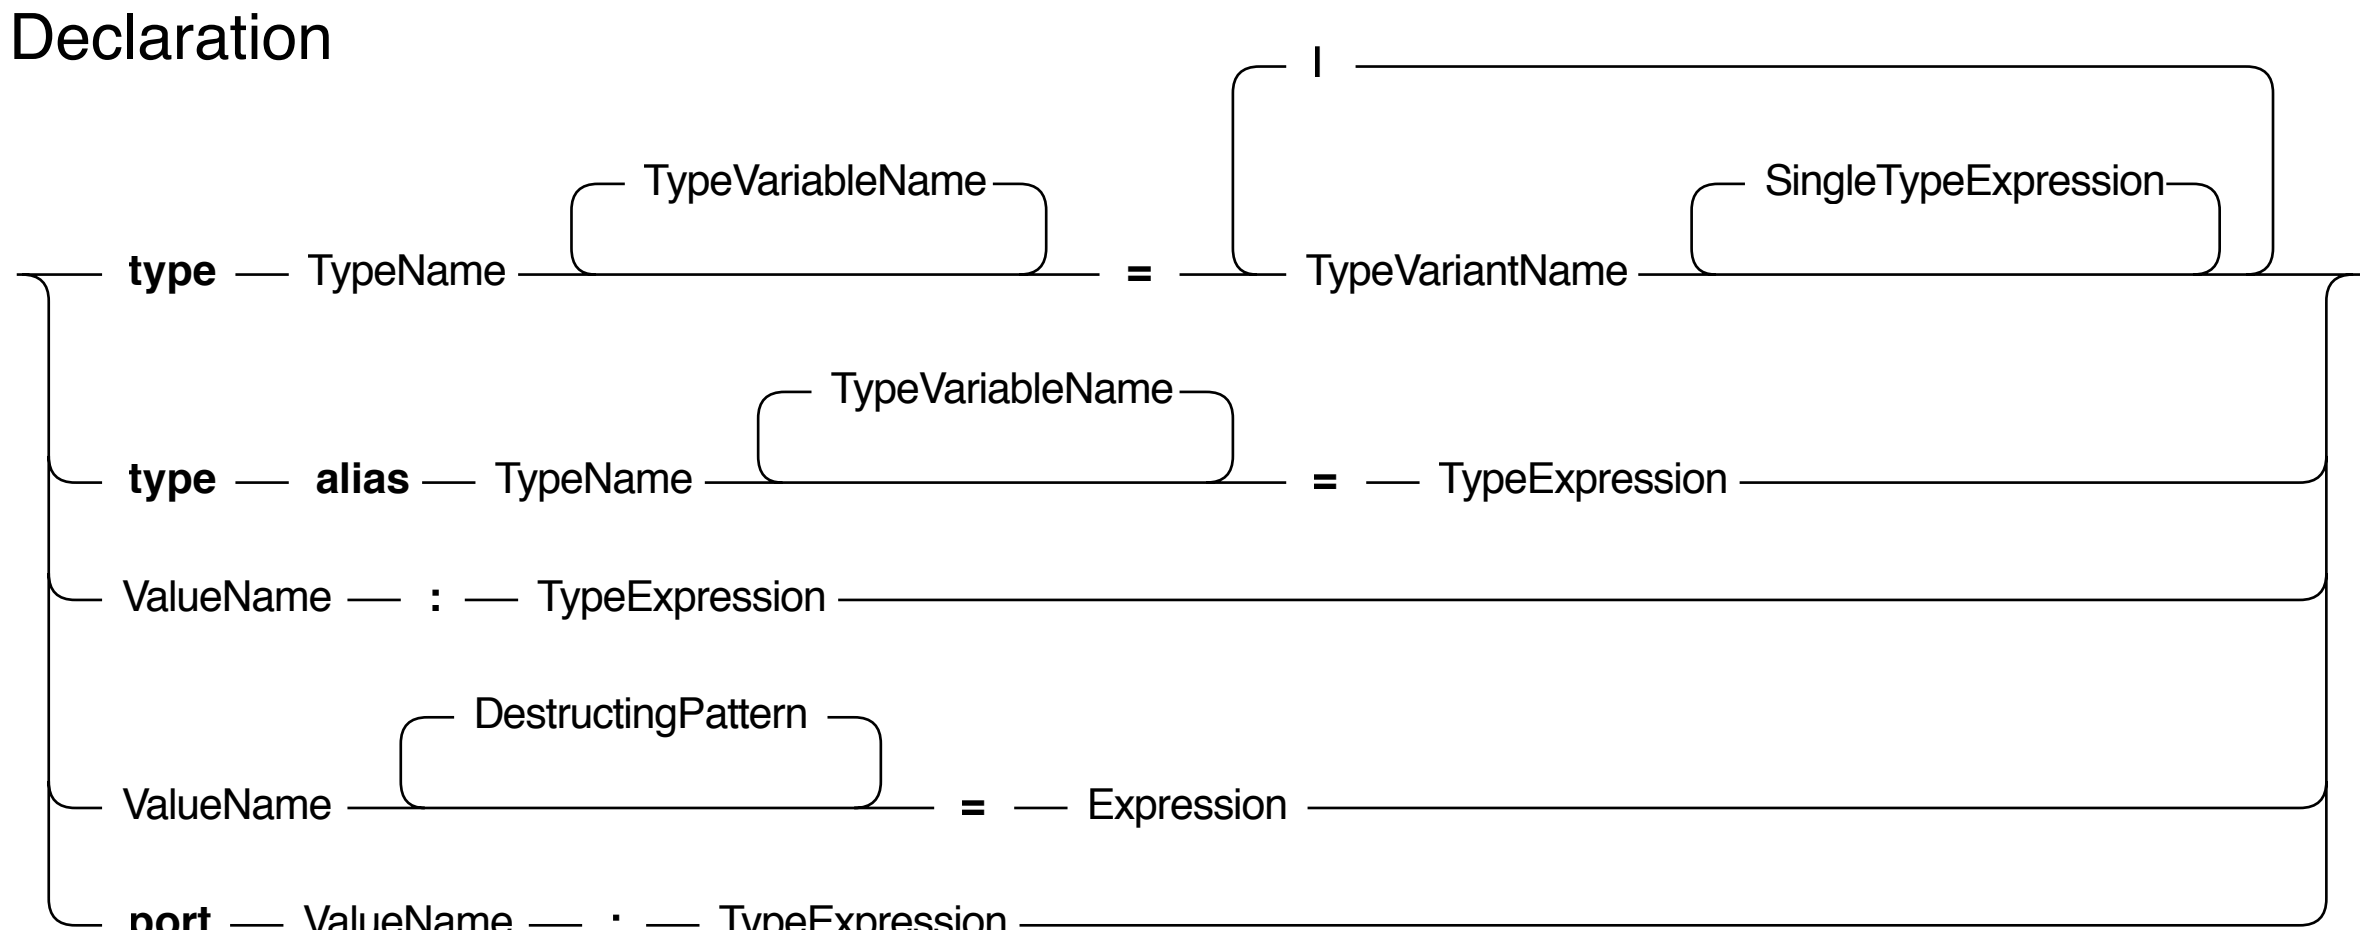 Declaration
|
TypeVariableName SingleTypeExpression
type TypeName = TypeVariantName
TypeVariableName
type alias TypeName = TypeExpression
ValueName : TypeExpression
DestructingPattern
ValueName = Expression
port ValueName : TypeExpression